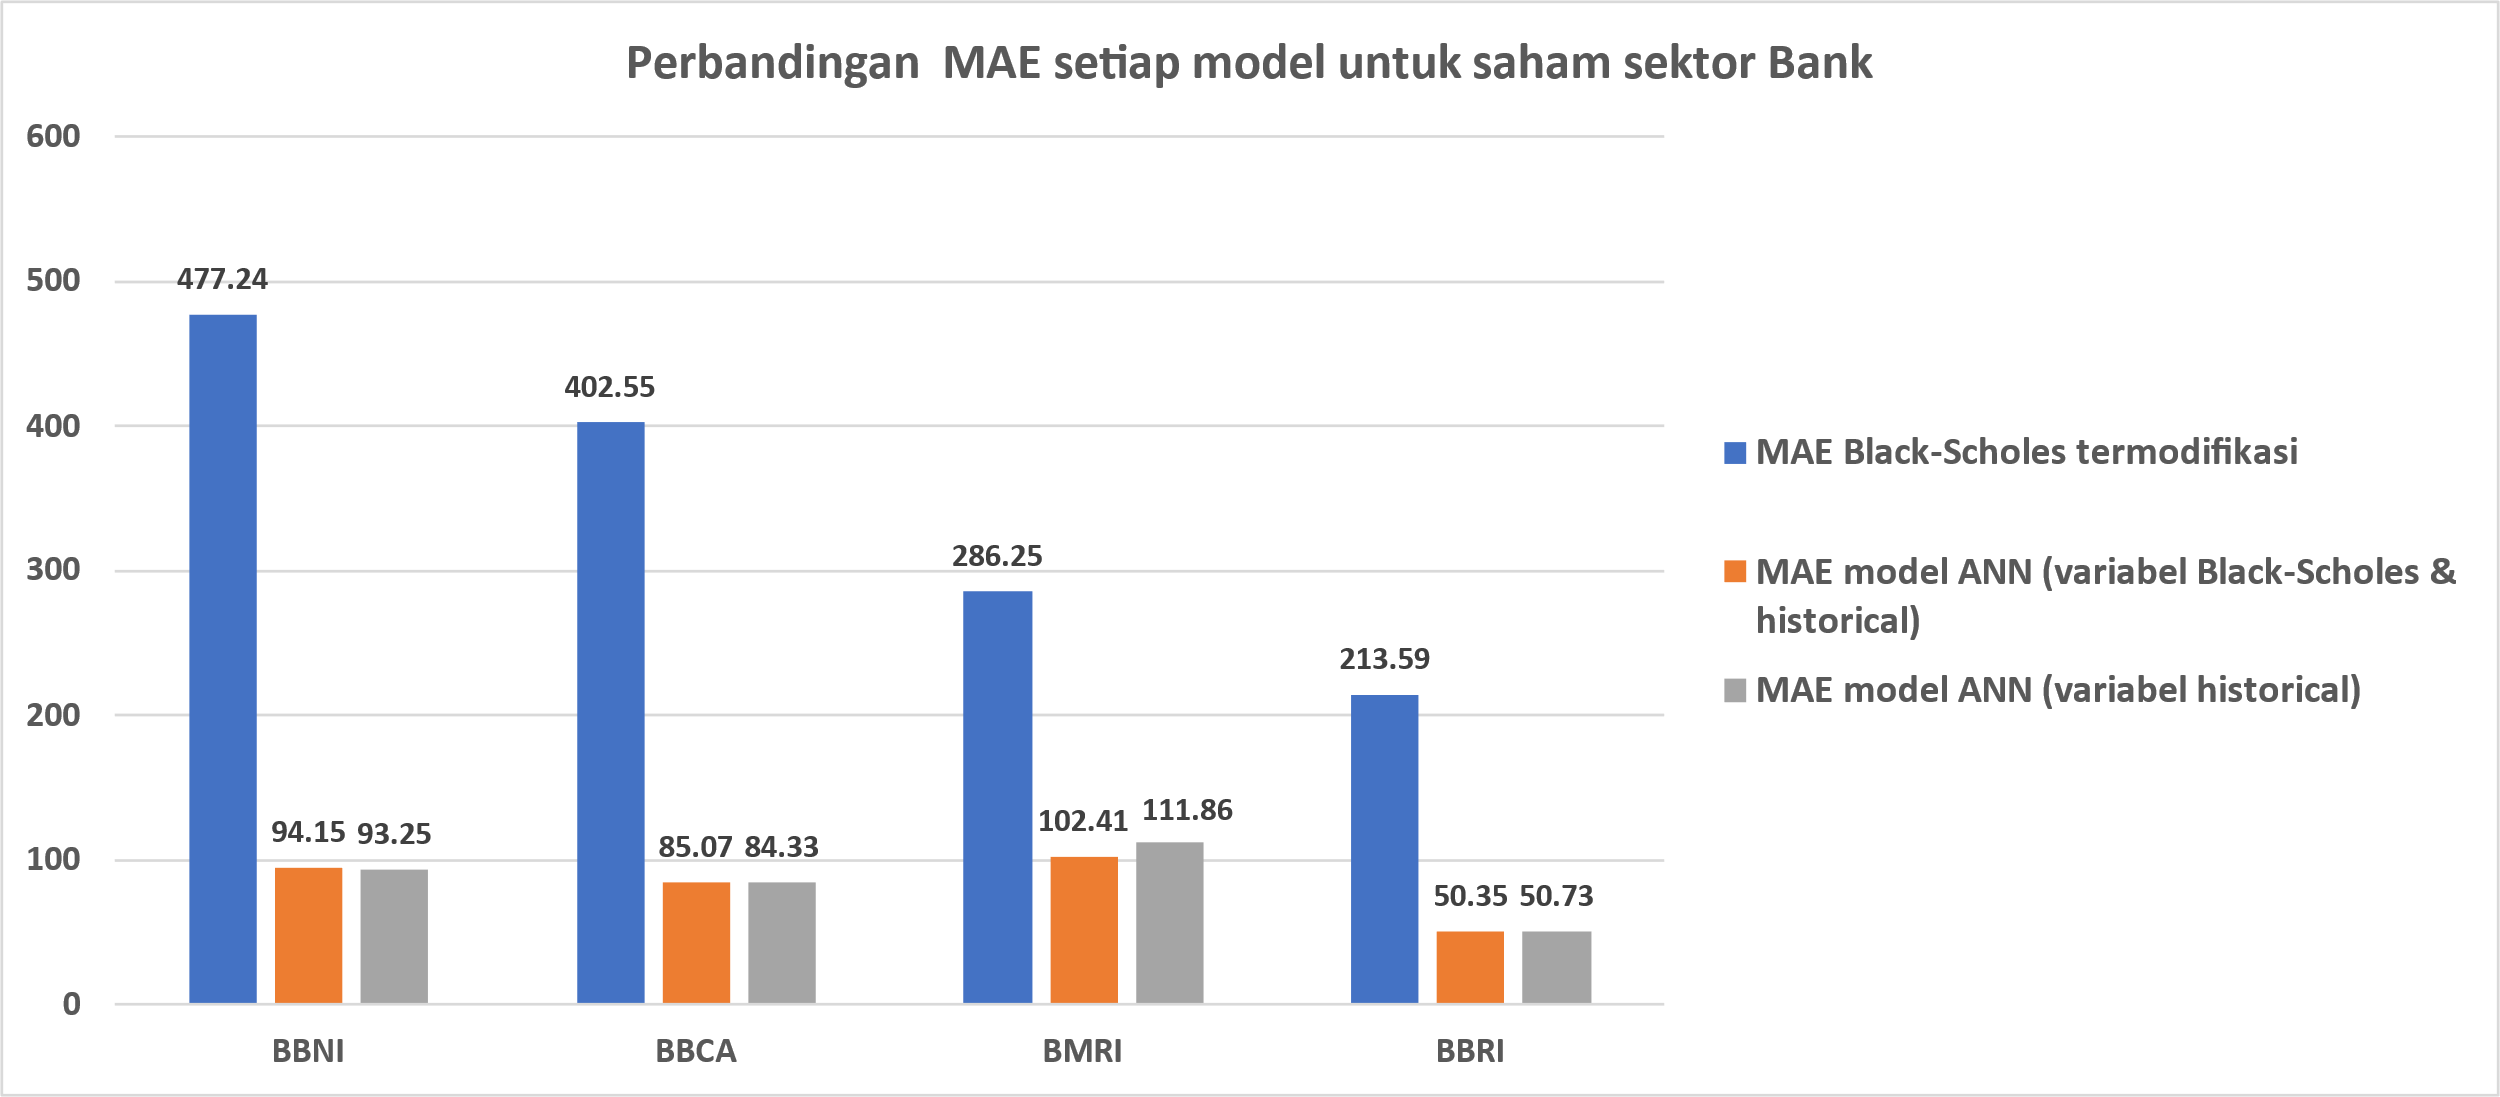 Perbandingan  MAE setiap model untuk saham sektor Bank
600
500
400
300
200
100
0
477.24
94.15
93.25
402.55
85.07
84.33
286.25
102.41
111.86
213.59
50.35
50.73
BBNI
BBCA
BMRI
BBRI
MAE Black-Scholes termodifikasi
MAE model ANN (variabel Black-Scholes &
historical)
MAE model ANN (variabel historical)